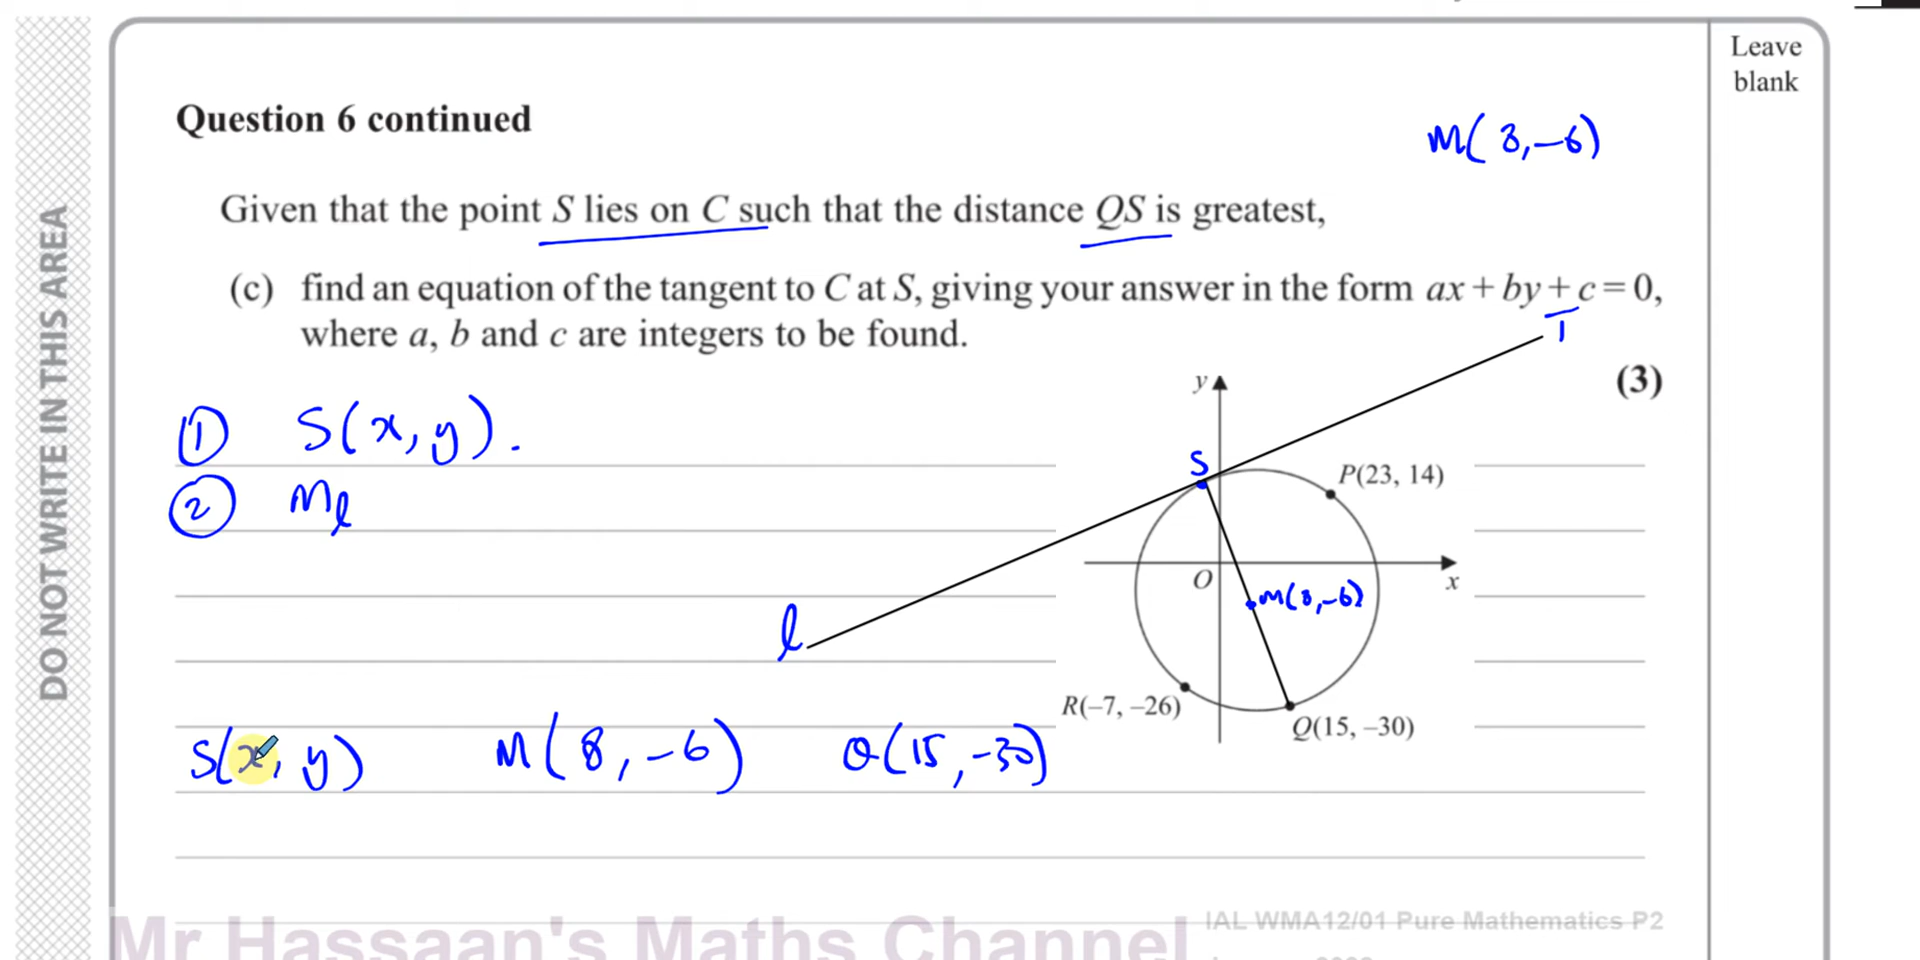 Leave
blank
Question 6 continued
M(8,-6)
Given that the point S lies on C such that the distance QS is greatest,
(c) find an equation of the tangent to C at S, giving your answer in the form ax + by + c = 0,
where a, b and c are integers to be found.
T
(3)
① S(x, y).
② Ml
y
S
P(23, 14)
O
x
M(8,-6)
l
R(–7, –26)
Q(15, –30)
S(x, y) M(8, -6) Q(15, -30)
DO NOT WRITE IN THIS AREA
Mr Hassaan's Maths Channel
IAL WMA12/01 Pure Mathematics P2